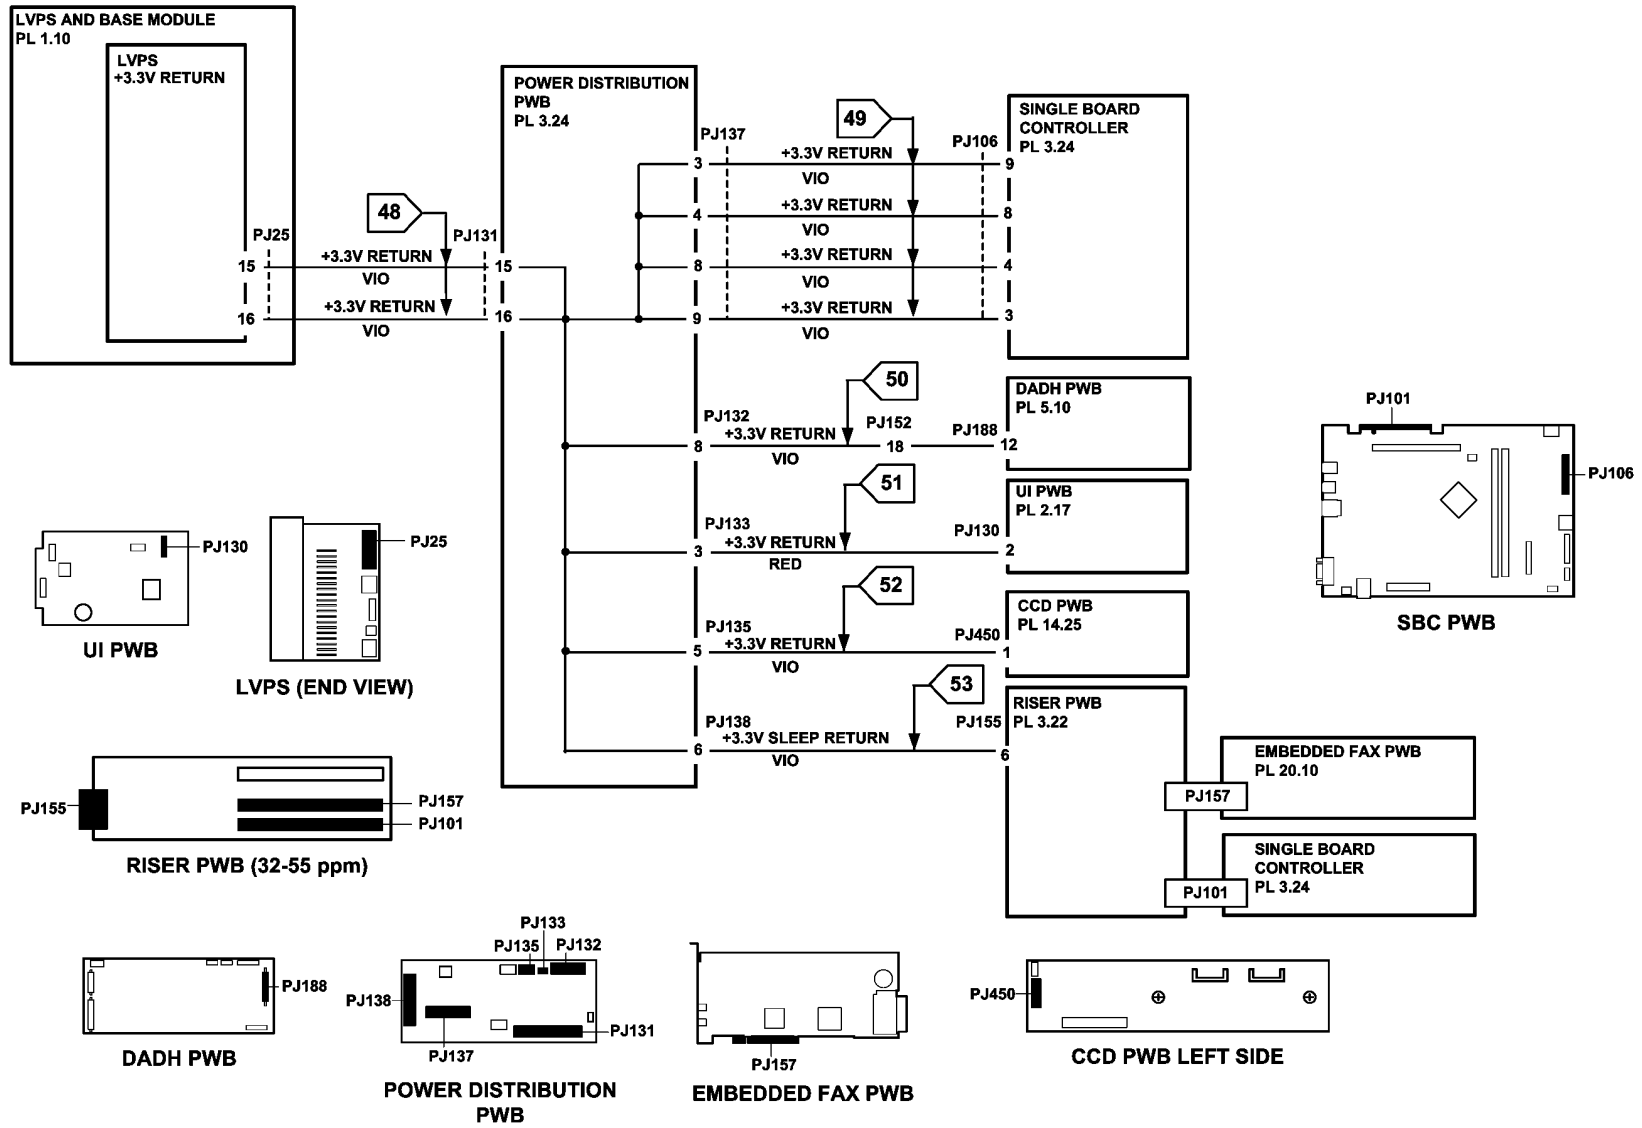 LVPS AND BASE MODULE
PL 1.10
LVPS
+3.3V RETURN
PJ25
15
16
48
+3.3V RETURN
VIO
+3.3V RETURN
VIO
PJ131
15
16
POWER DISTRIBUTION
PWB
PL 3.24
PJ137
3
4
8
9
49
+3.3V RETURN
VIO
+3.3V RETURN
VIO
+3.3V RETURN
VIO
+3.3V RETURN
VIO
PJ106
9
8
4
3
SINGLE BOARD
CONTROLLER
PL 3.24
PJ132
8
+3.3V RETURN
VIO
50
PJ152
18
PJ188
12
DADH PWB
PL 5.10
PJ133
3
+3.3V RETURN
RED
51
PJ130
2
UI PWB
PL 2.17
PJ135
5
+3.3V RETURN
VIO
52
PJ450
1
CCD PWB
PL 14.25
PJ138
6
+3.3V SLEEP RETURN
VIO
53
PJ155
6
RISER PWB
PL 3.22
PJ157
EMBEDDED FAX PWB
PL 20.10
PJ101
SINGLE BOARD
CONTROLLER
PL 3.24
PJ101
PJ106
SBC PWB
PJ130
UI PWB
PJ25
LVPS (END VIEW)
PJ155
PJ157
PJ101
RISER PWB (32-55 ppm)
PJ188
DADH PWB
PJ133
PJ135
PJ132
PJ138
PJ131
PJ137
POWER DISTRIBUTION
PWB
PJ157
EMBEDDED FAX PWB
PJ450
CCD PWB LEFT SIDE